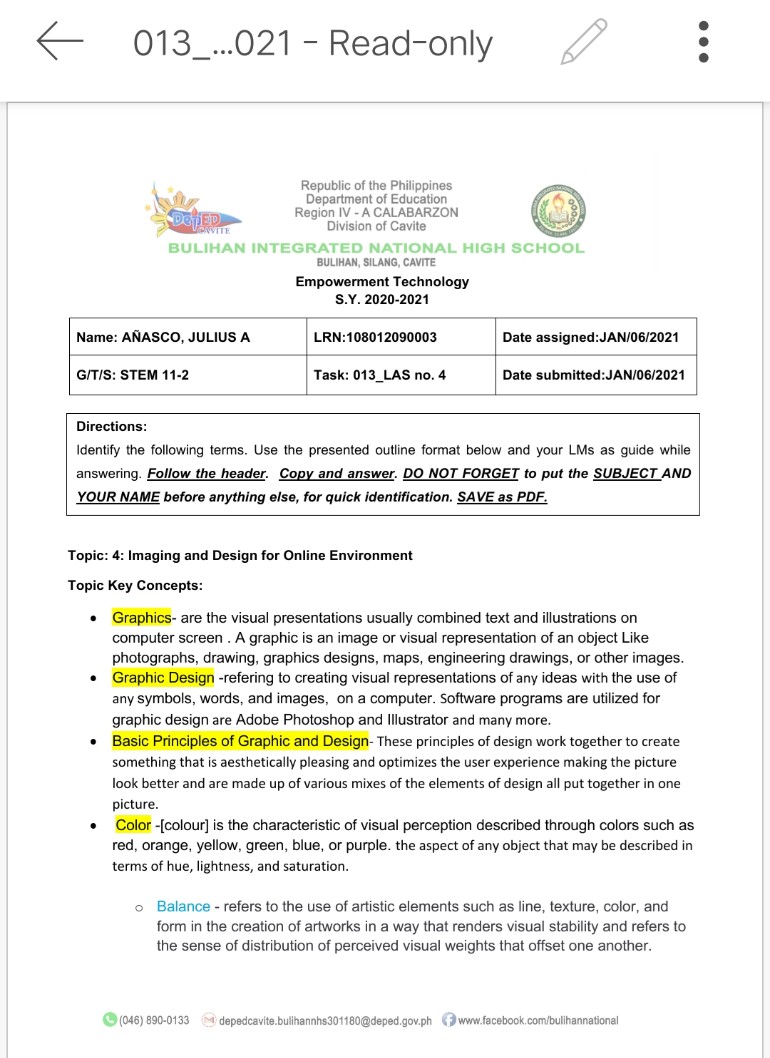 013_...021 – Read-only
Republic of the Philippines
Department of Education
Region IV - A CALABARZON
Division of Cavite
DepED
CAVITE
BULIHAN INTEGRATED NATIONAL HIGH SCHOOL
BULIHAN, SILANG, CAVITE
Empowerment Technology
S.Y. 2020-2021
Name: AÑASCO, JULIUS A
LRN:108012090003
Date assigned:JAN/06/2021
G/T/S: STEM 11-2
Task: 013_LAS no. 4
Date submitted:JAN/06/2021
Directions:
Identify the following terms. Use the presented outline format below and your LMs as guide while
answering. Follow the header. Copy and answer. DO NOT FORGET to put the SUBJECT AND
YOUR NAME before anything else, for quick identification. SAVE as PDF.
Topic: 4: Imaging and Design for Online Environment
Topic Key Concepts:
• Graphics- are the visual presentations usually combined text and illustrations on
computer screen . A graphic is an image or visual representation of an object Like
photographs, drawing, graphics designs, maps, engineering drawings, or other images.
• Graphic Design -refering to creating visual representations of any ideas with the use of
any symbols, words, and images, on a computer. Software programs are utilized for
graphic design are Adobe Photoshop and Illustrator and many more.
• Basic Principles of Graphic and Design- These principles of design work together to create
something that is aesthetically pleasing and optimizes the user experience making the picture
look better and are made up of various mixes of the elements of design all put together in one
picture.
• Color -[colour] is the characteristic of visual perception described through colors such as
red, orange, yellow, green, blue, or purple. the aspect of any object that may be described in
terms of hue, lightness, and saturation.
o Balance - refers to the use of artistic elements such as line, texture, color, and
form in the creation of artworks in a way that renders visual stability and refers to
the sense of distribution of perceived visual weights that offset one another.
(046) 890-0133 depedcavite.bulihannhs301180@deped.gov.ph www.facebook.com/bulihannational